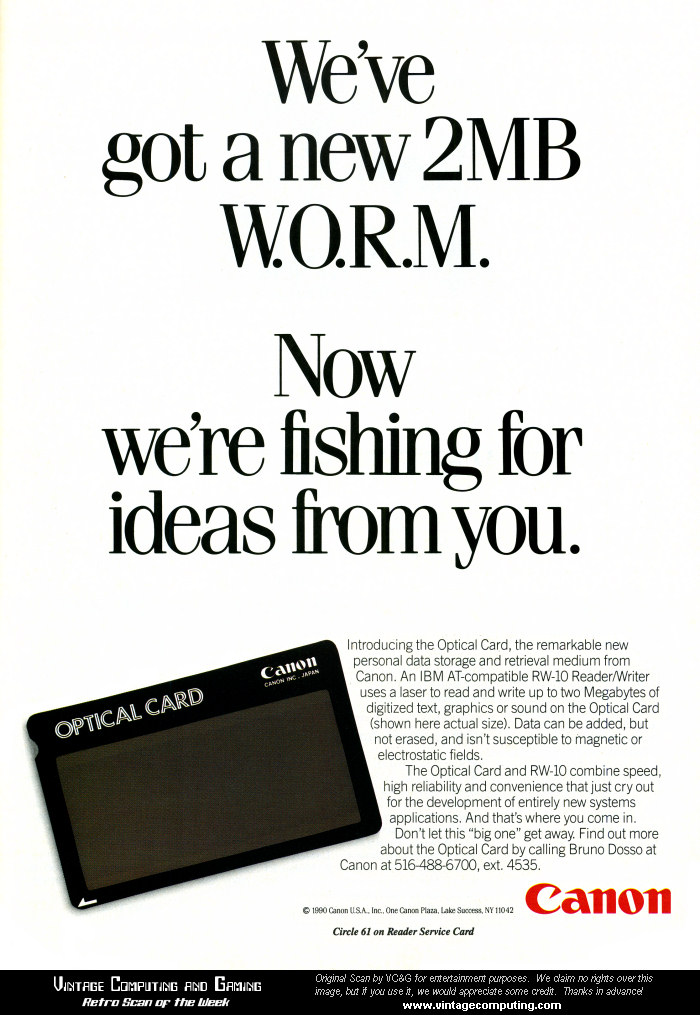 We've
got a new 2MB
W.O.R.M.
Now
we're fishing for
ideas from you.
Canon
CANON INC., JAPAN
OPTICAL CARD
Introducing the Optical Card, the remarkable new
personal data storage and retrieval medium from
Canon. An IBM AT-compatible RW-10 Reader/Writer
uses a laser to read and write up to two Megabytes of
digitized text, graphics or sound on the Optical Card
(shown here actual size). Data can be added, but
not erased, and isn't susceptible to magnetic or
electrostatic fields.
The Optical Card and RW-10 combine speed,
high reliability and convenience that just cry out
for the development of entirely new systems
applications. And that's where you come in.
Don't let this "big one" get away. Find out more
about the Optical Card by calling Bruno Dosso at
Canon at 516-488-6700, ext. 4535.
Canon
© 1990 Canon U.S.A., Inc., One Canon Plaza, Lake Success, NY 11042
Circle 61 on Reader Service Card
Vintage Computing and Gaming
Retro Scan of the Week
Original Scan by VC&G for entertainment purposes. We claim no rights over this
image, but if you use it, we would appreciate some credit. Thanks in advance!
www.vintagecomputing.com